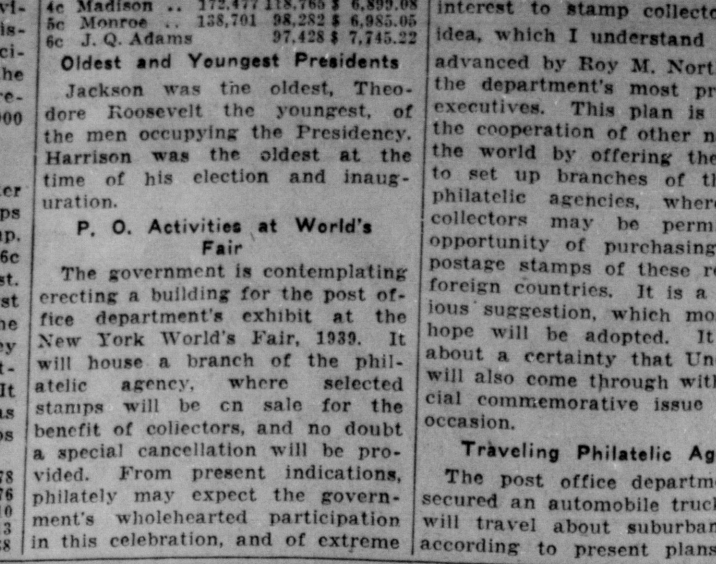 4c Madison .. 172,477 118,765 $ 6,899.08
5c Monroe .. 138,701 98,282 $ 6,985.05
6c J. Q. Adams 97.428 $ 7,745.22
Oldest and Youngest Presidents
Jackson was the oldest, Theo-
dore Roosevelt the youngest, of
the men occupying the Presidency.
Harrison was the oldest at the
time of his election and inaug-
uration.
P. O. Activities at World's
Fair
The government is contemplating
erecting a building for the post of-
fice department's exhibit at the
New York World's Fair, 1939. It
will house a branch of the phil-
atelic agency, where selected
stamps will be cn sale for the
benefit of collectors, and no doubt
a special cancellation will be pro-
vided. From present indications,
philately may expect the govern-
ment's wholehearted participation
in this celebration, and of extreme
interest to stamp collecto
idea, which I understand
advanced by Roy M. Nort
the department's most pr
executives. This plan is
the cooperation of other n
the world by offering the
to set up branches of t
philatelic agencies, wher
collectors may be perm
opportunity of purchasing
postage stamps of these r
foreign countries. It is a
ious suggestion, which mo
hope will be adopted. It
about a certainty that Un
will also come through with
cial commemorative issue
occasion.
Traveling Philatelic Ag
The post office departm
secured an automobile truck
will travel about suburban
according to present plans